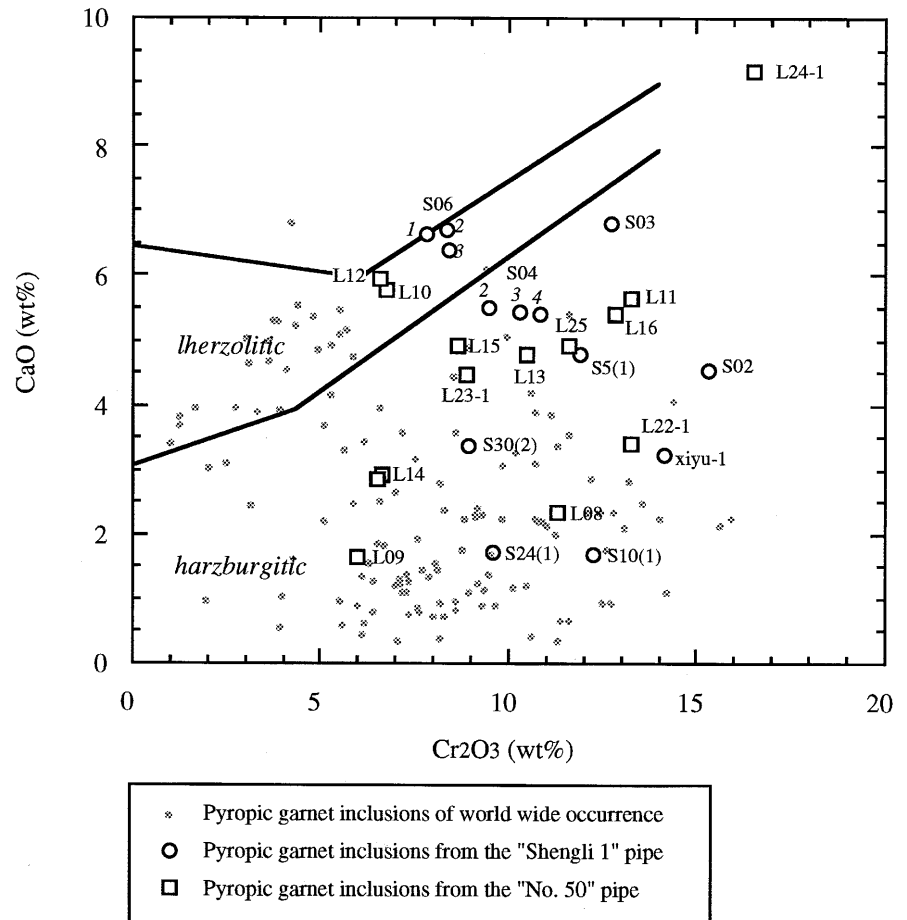 10
L24-1
8
S06
1
2
3
S03
6
L12
L10
S04
2
3
4
L11
L16
L25
lherzolitic
L15
L13
S5(1)
S02
CaO (wt%)
L23-1
4
L22-1
S30(2)
xiyu-1
L14
2
L08
harzburgitic
L09
S24(1)
S10(1)
0
0
5
10
15
20
Cr2O3 (wt%)
Pyropic garnet inclusions of world wide occurrence
Pyropic garnet inclusions from the "Shengli 1" pipe
Pyropic garnet inclusions from the "No. 50" pipe